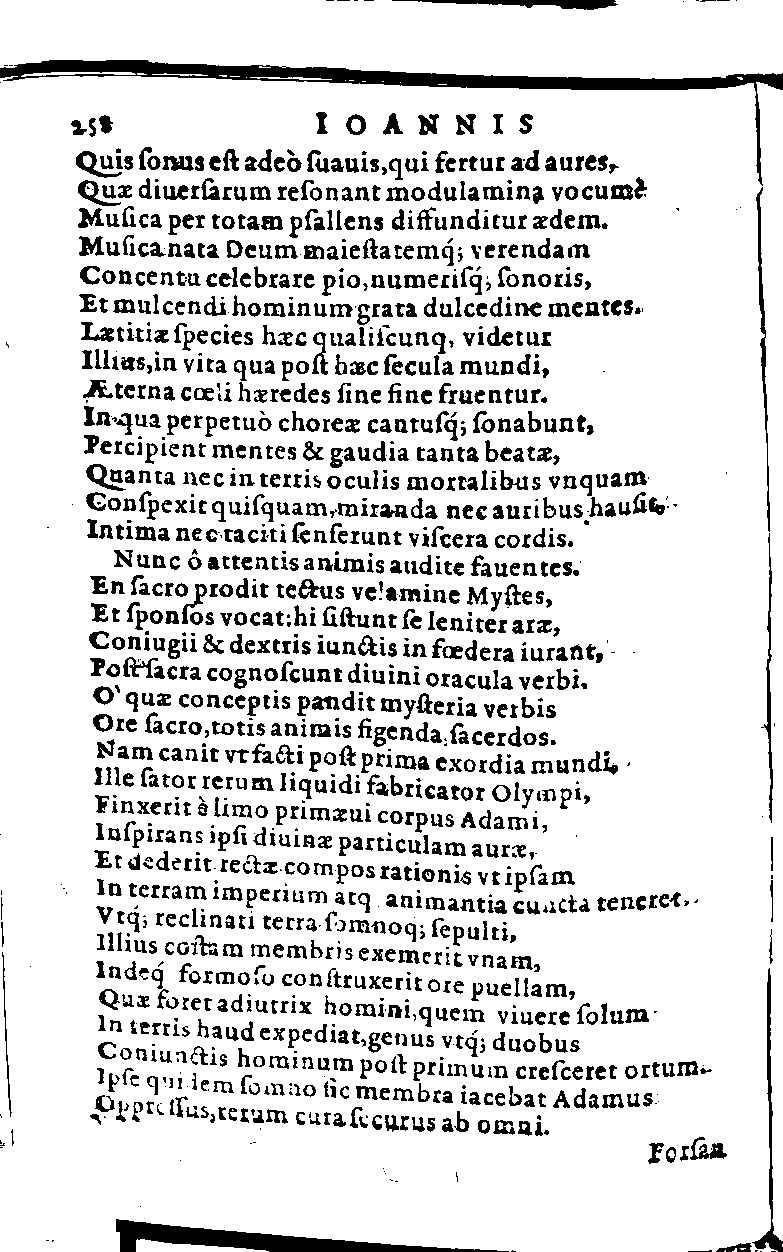 258 IOANNIS
Quis ſonus eſt adeò ſuauis, qui fertur ad aures,
Quæ diuerſarum reſonant modulamina vocum?
Muſica per totam pſallens diffunditur ædem.
Muſica nata Deum maieſtatemq́; verendam
Concentu celebrare pio, numeriſq́; ſonoris,
Et mulcendi hominum grata dulcedine mentes.
Lætitiæ ſpecies hæc qualiſcunq, videtur
Illius, in vita qua poſt hæc ſecula mundi,
Æterna cœli hæredes ſine fine fruentur.
In qua perpetuò choreæ cantuſq́; ſonabunt,
Percipient mentes & gaudia tanta beatæ,
Quanta nec in terris oculis mortalibus vnquam
Conſpexit quiſquam, miranda nec auribus hauſit,
Intima nec taciti ſenſerunt viſcera cordis.
Nunc ô attentis animis audite fauentes.
En ſacro prodit tectus velamine Myſtes,
Et ſponſos vocat: hi ſiſtunt ſe leniter aræ,
Coniugii & dextris iunctis in fœdera iurant,
Poſt ſacra cognoſcunt diuini oracula verbi.
O` quæ conceptis pandit myſteria verbis
Ore ſacro, totis animis figenda, ſacerdos.
Nam canit vt facti poſt prima exordia mundi,
Ille ſator rerum liquidi fabricator Olympi,
Finxerit è limo primæui corpus Adami,
Inſpirans ipſi diuinæ particulam auræ,
Et dederit rectæ compos rationis vt ipſam
In terram imperium atq animantia cuncta teneret.
Vtq́; reclinati terra ſomnoq; ſepulti,
Illius coſtam membris exemerit vnam,
Indeq́ formoſo conſtruxerit ore puellam,
Quæ foret adiutrix homini, quem viuere ſolum
In terris haud expediat, genus vtq́; duobus
Coniunctis hominum poſt primum creſceret ortum.
Ipſe quidem ſomno ſic membra iacebat Adamus
Oppreſſus, rerum cura ſecurus ab omni.
Forſan